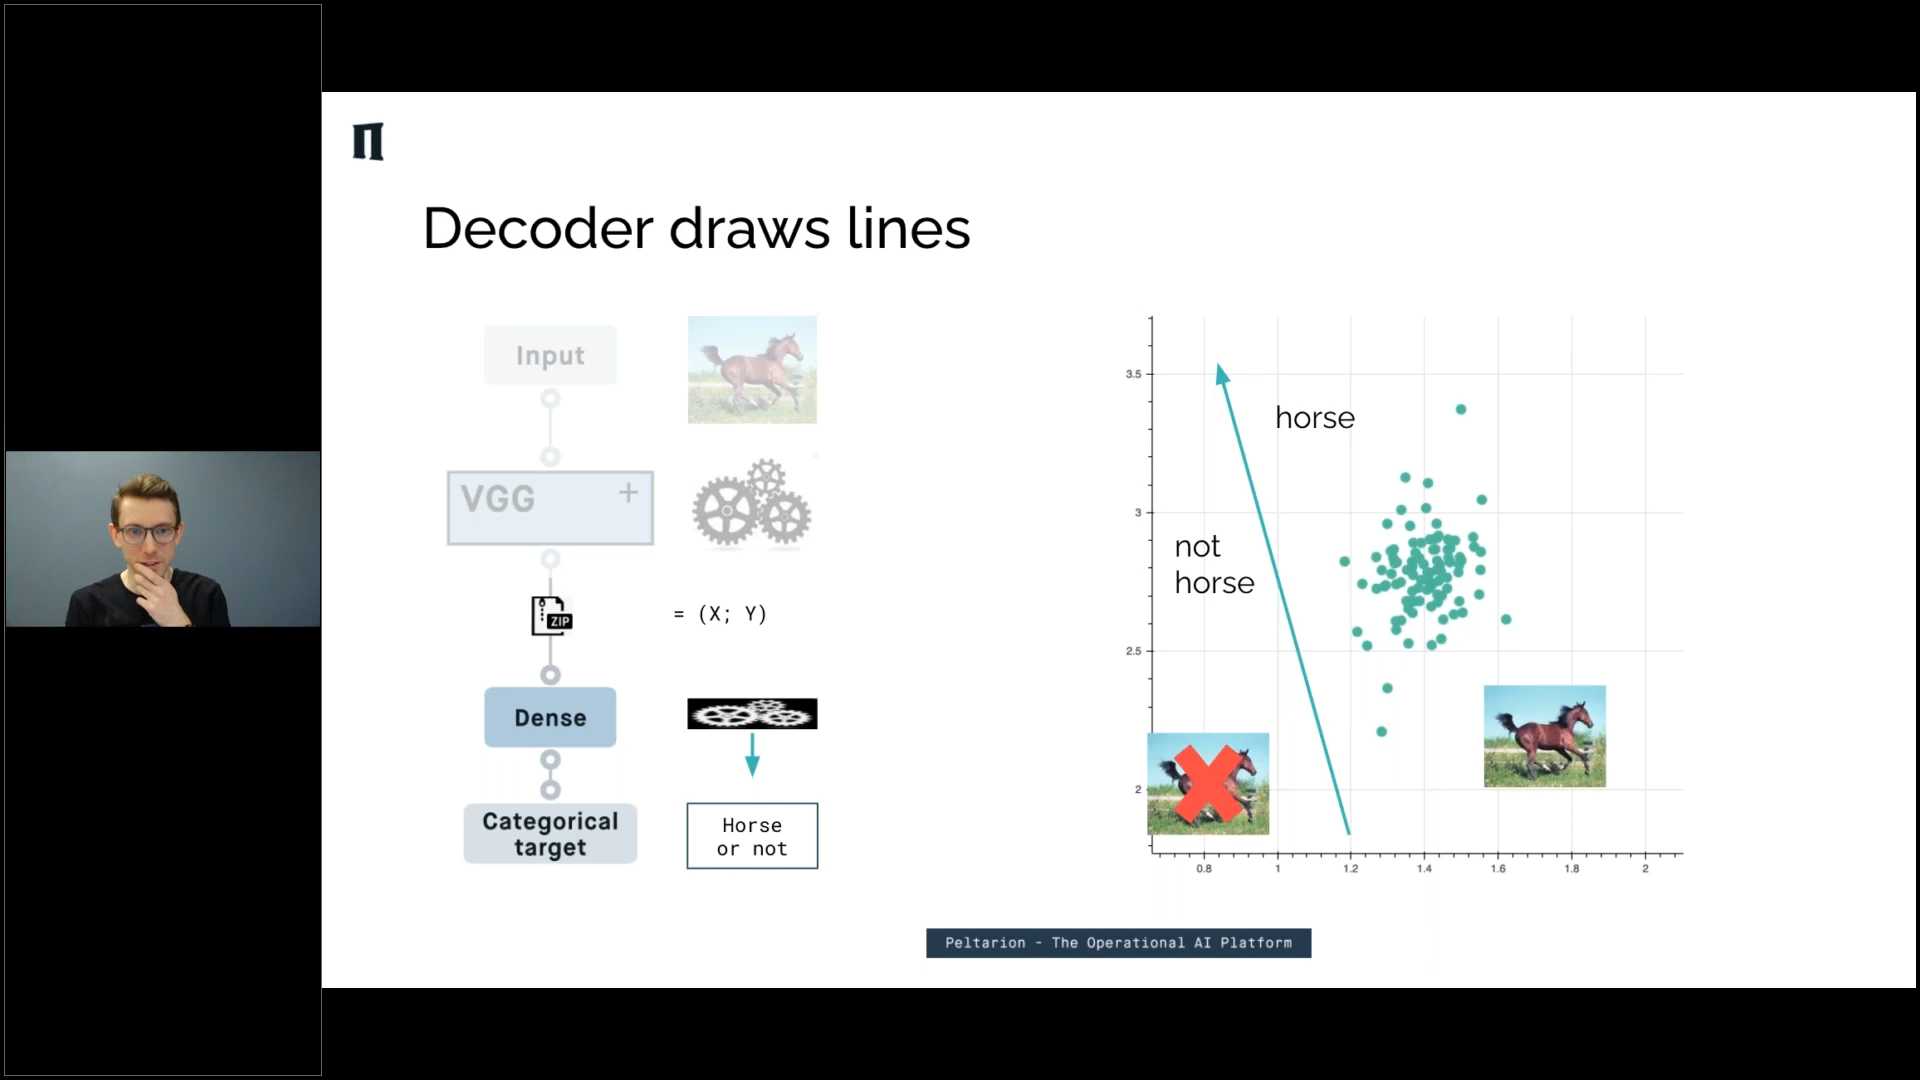 Decoder draws lines
Input
VGG +
ZIP
= (X; Y)
Dense
Categorical
target
Horse
or not
3.5
3
2.5
2
0.8 1 1.2 1.4 1.6 1.8 2
horse
not
horse
Peltarion - The Operational AI Platform